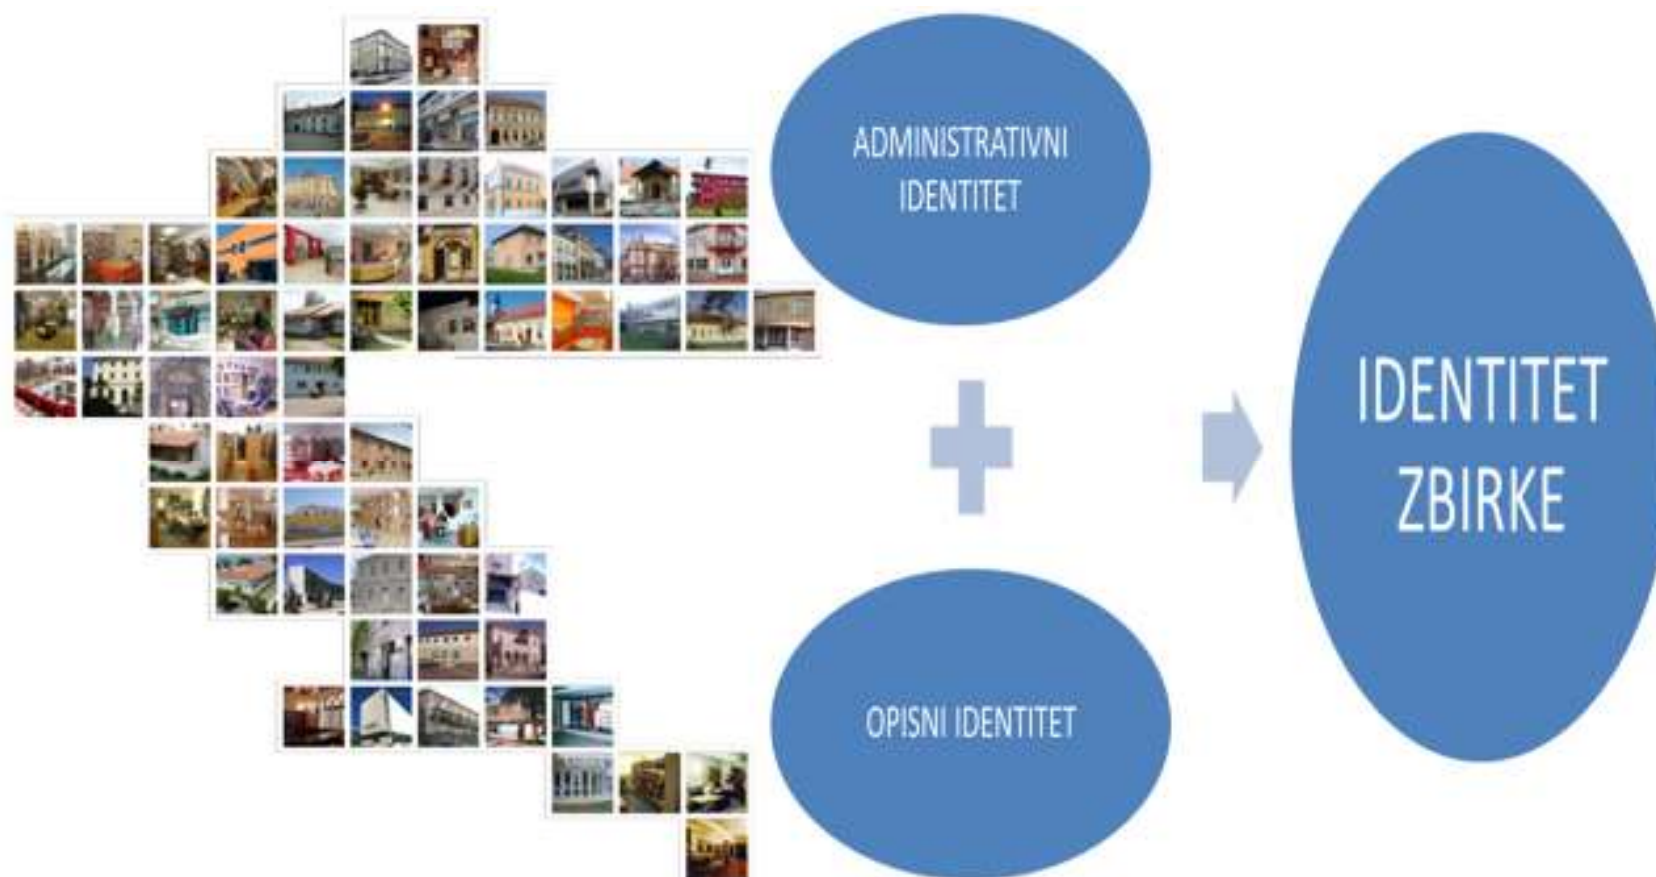 ADMINISTRATIVNI
IDENTITET
OPISNI IDENTITET
IDENTITET
ZBIRKE